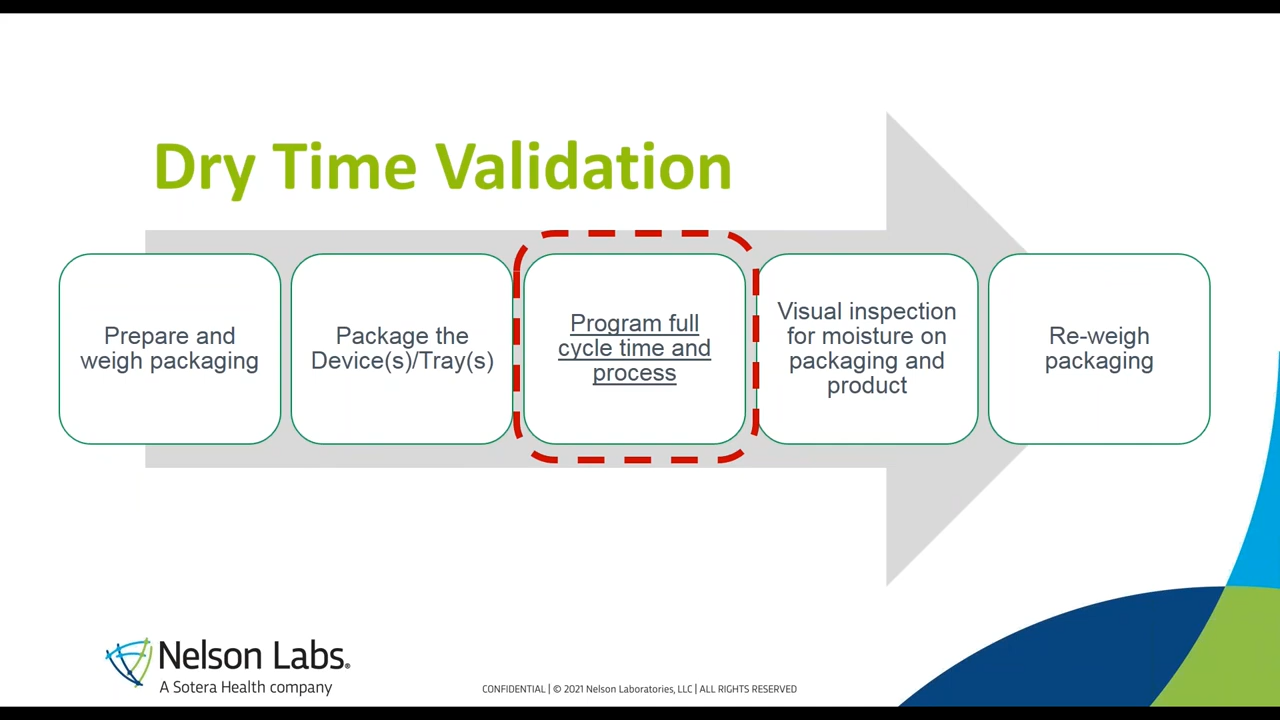 Dry Time Validation
Prepare and
weigh packaging
Package the
Device(s)/Tray(s)
Program full
cycle time and
process
Visual inspection
for moisture on
packaging and
product
Re-weigh
packaging
Nelson Labs®
A Sotera Health company
CONFIDENTIAL | © 2021 Nelson Laboratories, LLC | ALL RIGHTS RESERVED